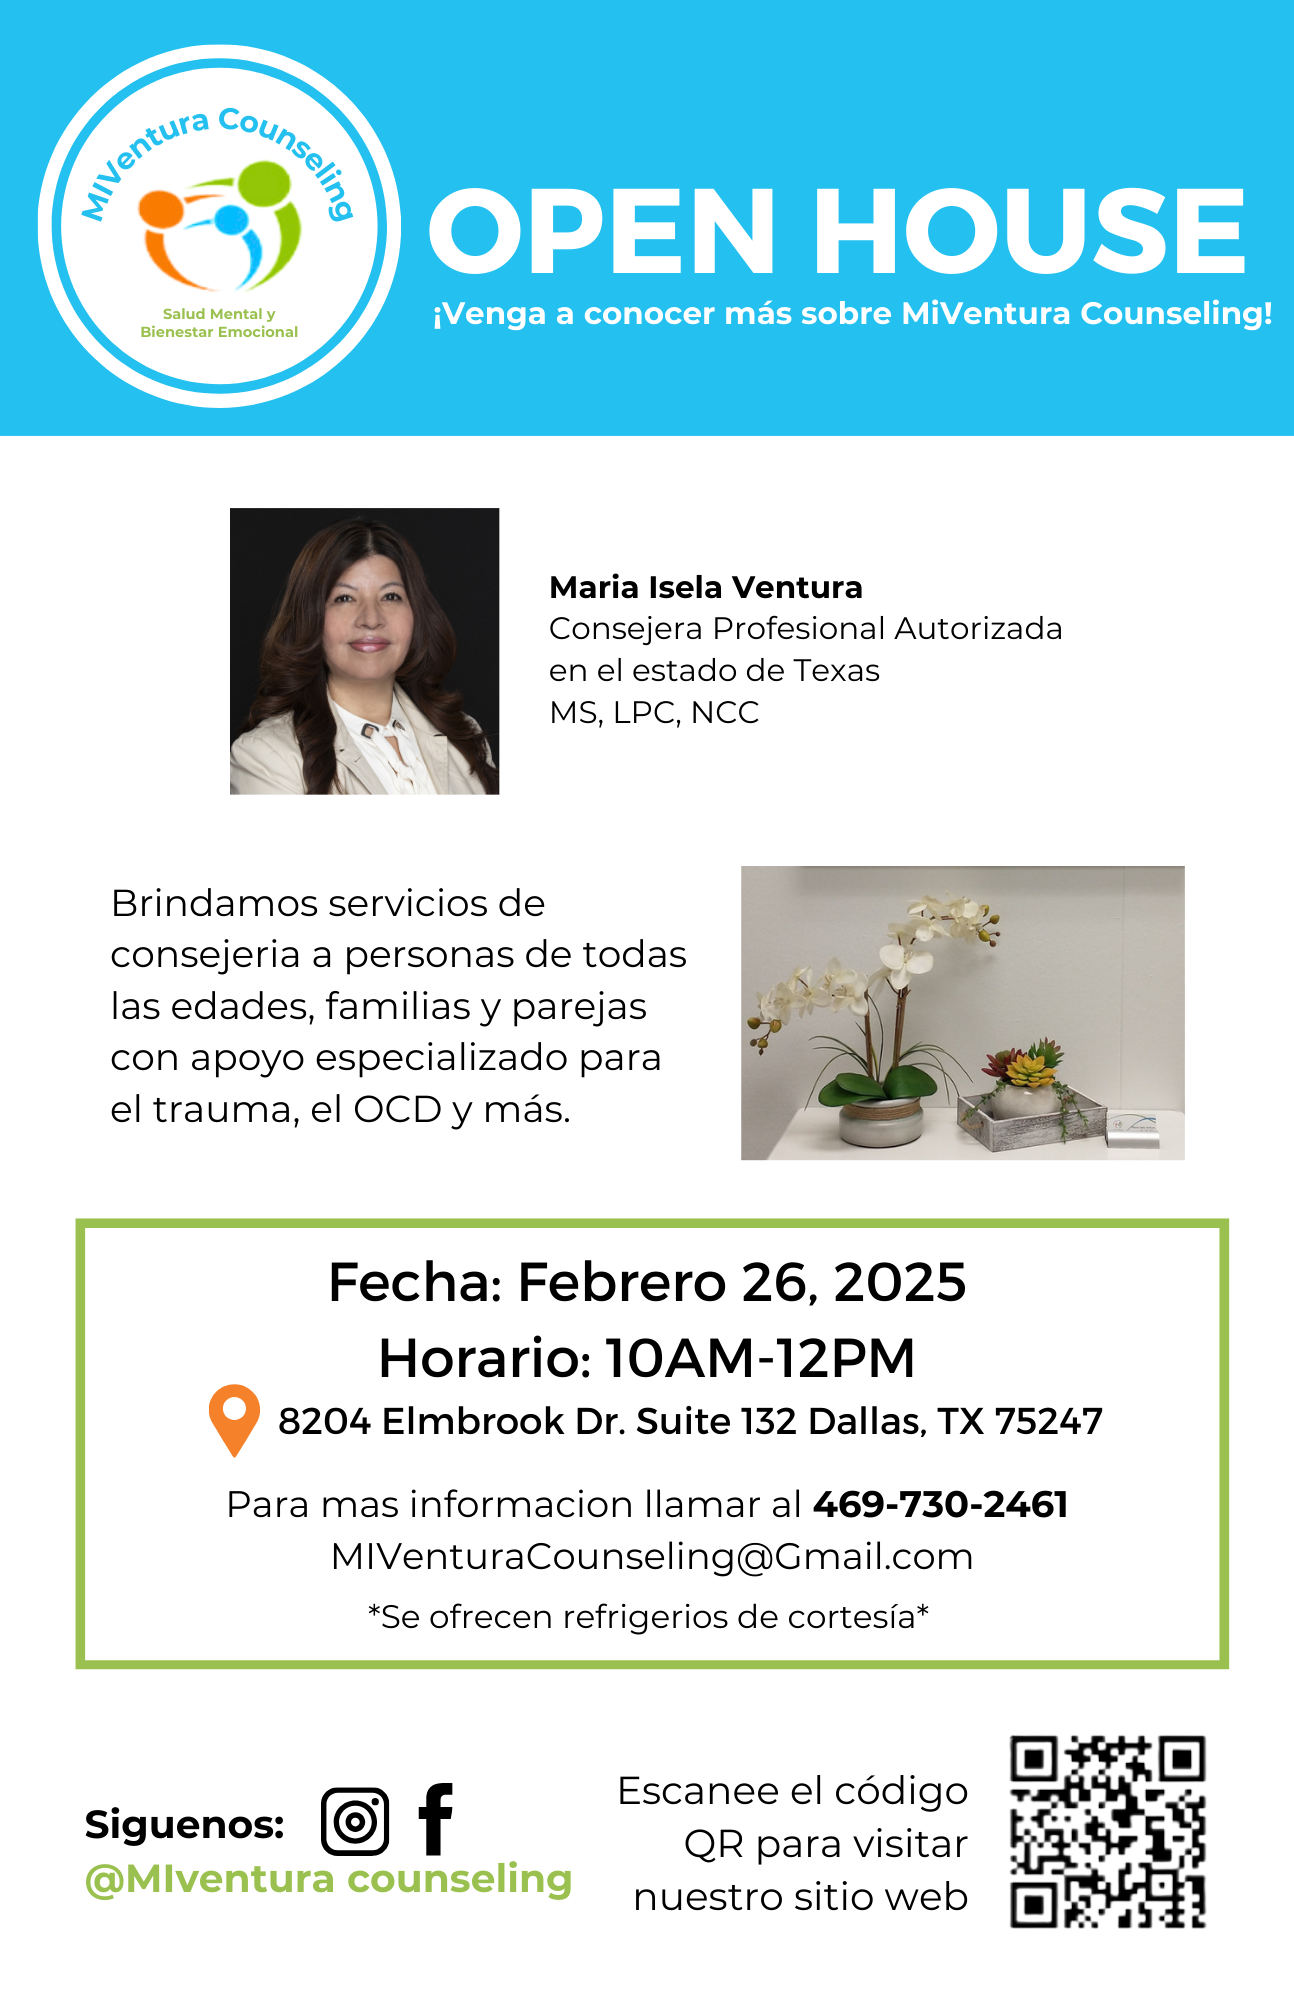 MIVentura Counseling
Salud Mental y
Bienestar Emocional
OPEN HOUSE
¡Venga a conocer más sobre MiVentura Counseling!
Maria Isela Ventura
Consejera Profesional Autorizada
en el estado de Texas
MS, LPC, NCC
Brindamos servicios de
consejeria a personas de todas
las edades, familias y parejas
con apoyo especializado para
el trauma, el OCD y más.
Fecha: Febrero 26, 2025
Horario: 10AM-12PM
8204 Elmbrook Dr. Suite 132 Dallas, TX 75247
Para mas informacion llamar al 469-730-2461
MIVenturaCounseling@Gmail.com
*Se ofrecen refrigerios de cortesía*
Siguenos:
@MIventura counseling
Escanee el código
QR para visitar
nuestro sitio web